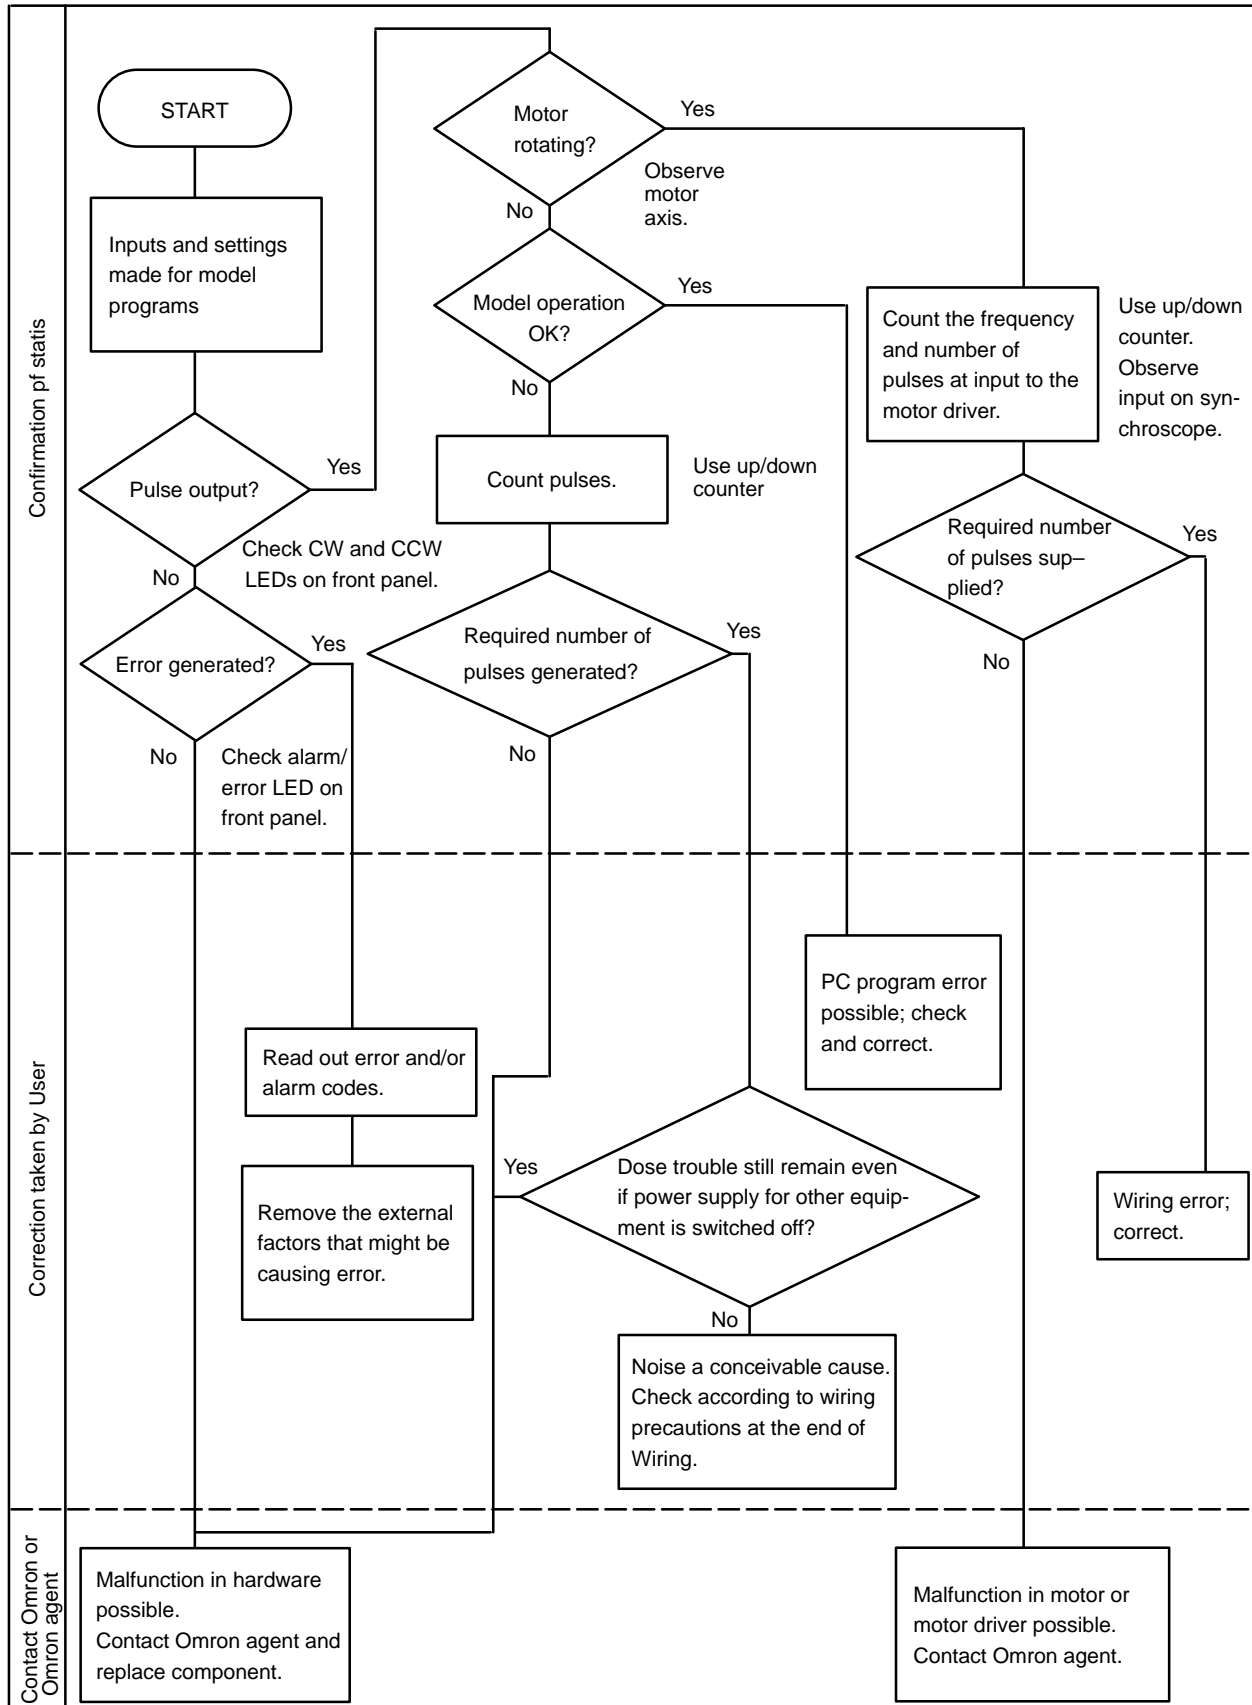 Confirmation pf statis
START
Inputs and settings
made for model
programs
Pulse output?
Yes
Check CW and CCW
LEDs on front panel.
No
Error generated?
Yes
No
Check alarm/
error LED on
front panel.
Motor
rotating?
Yes
Observe
motor
axis.
No
Model operation
OK?
Yes
No
Count pulses.
Use up/down
counter
Required number of
pulses generated?
Yes
No
Count the frequency
and number of
pulses at input to the
motor driver.
Use up/down
counter.
Observe
input on syn-
chroscope.
Required number
of pulses sup–
plied?
Yes
No
Correction taken by User
Read out error and/or
alarm codes.
Remove the external
factors that might be
causing error.
PC program error
possible; check
and correct.
Yes
Dose trouble still remain even
if power supply for other equip-
ment is switched off?
No
Noise a conceivable cause.
Check according to wiring
precautions at the end of
Wiring.
Wiring error;
correct.
Contact Omron or
Omron agent
Malfunction in hardware
possible.
Contact Omron agent and
replace component.
Malfunction in motor or
motor driver possible.
Contact Omron agent.